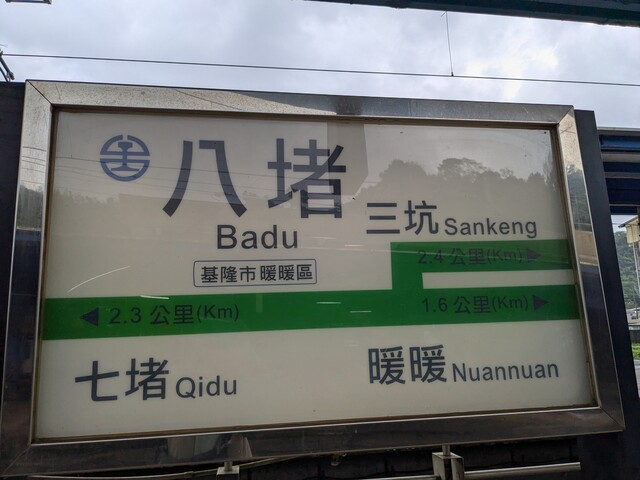 八堵
Badu
基隆市暖暖區
三坑 Sankeng
2.4 公里(Km) ▶
◀ 2.3 公里(Km)
1.6 公里(Km) ▶
七堵 Qidu
暖暖 Nuannuan